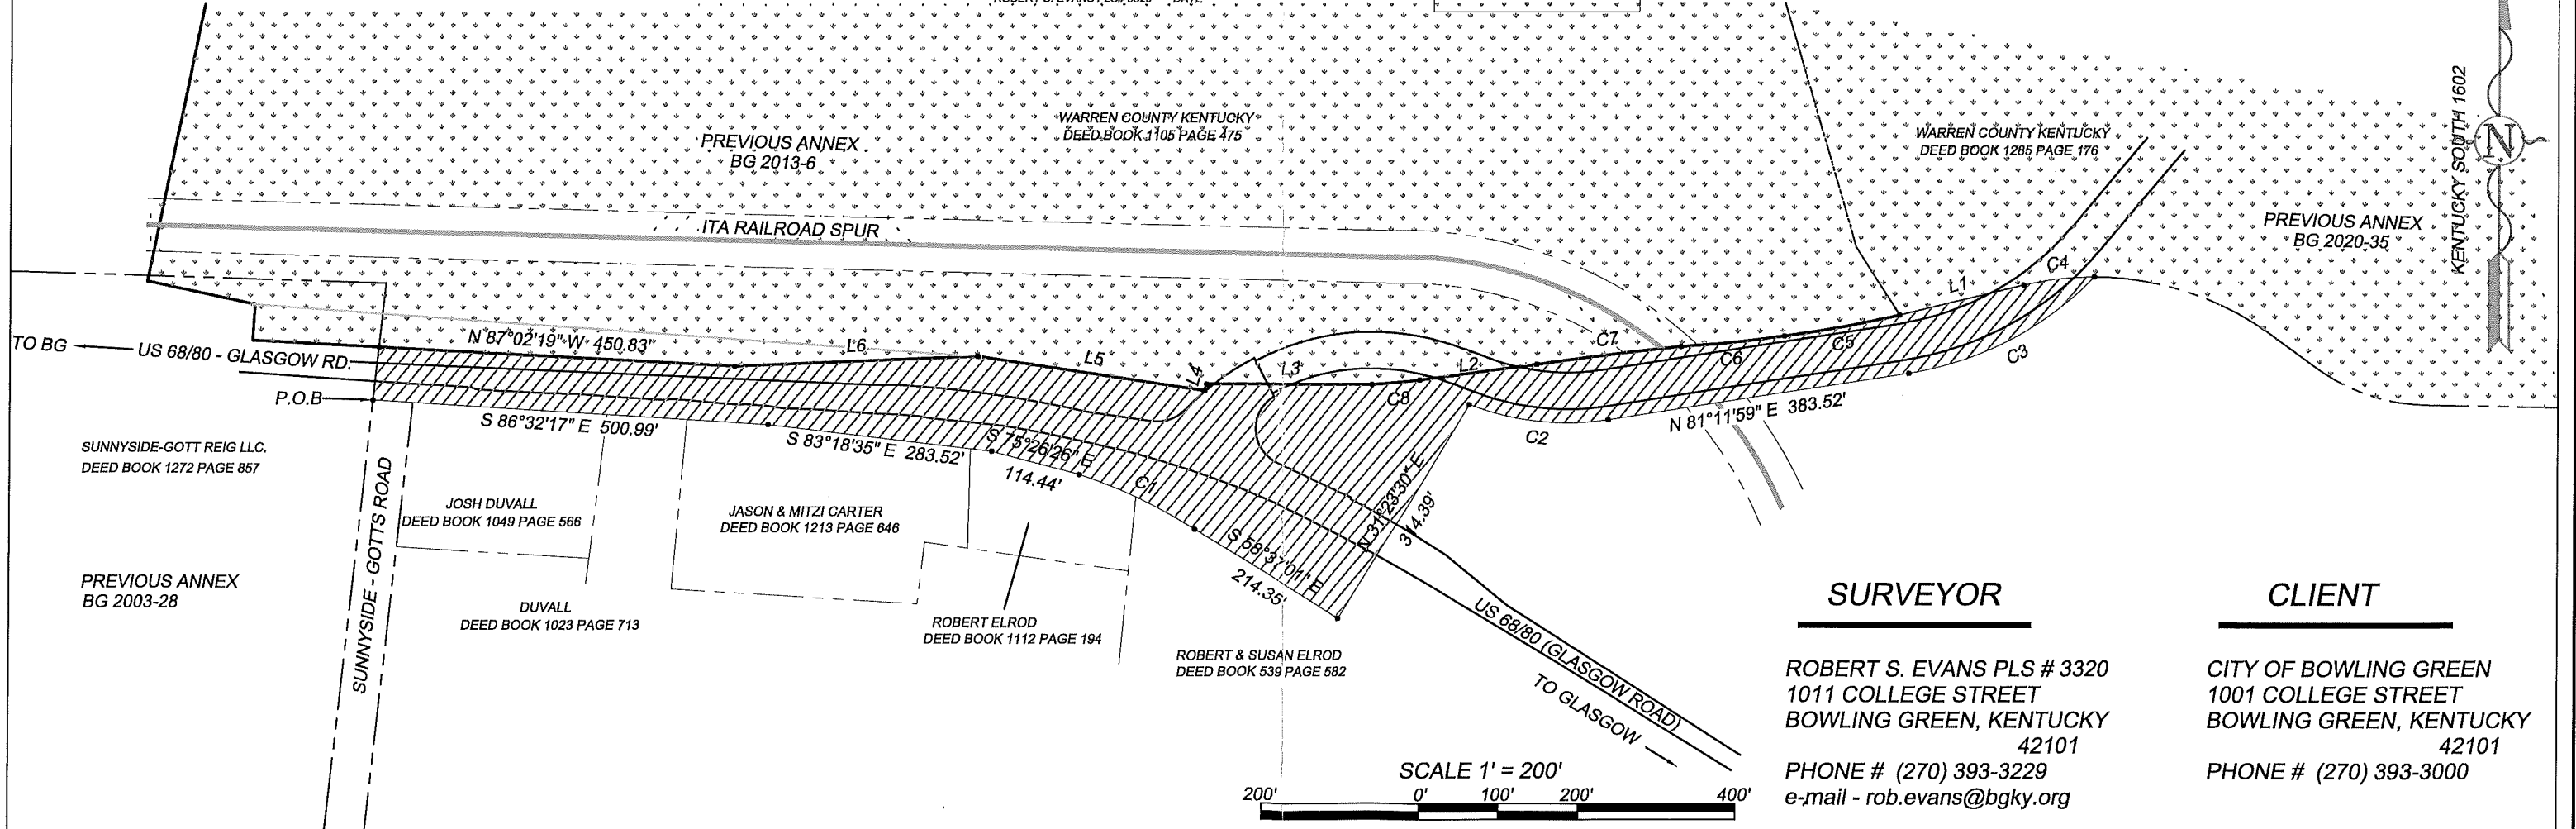 WARREN COUNTY KENTUCKY
DEED BOOK 1105 PAGE 475
PREVIOUS ANNEX
BG 2013-6
WARREN COUNTY KENTUCKY
DEED BOOK 1285 PAGE 176
KENTUCKY SOUTH 1602
N
PREVIOUS ANNEX
BG 2020-35
ITA RAILROAD SPUR
C4
L1
TO BG
US 68/80 - GLASGOW RD.
N 87°02'19" W 450.83'
L6
L5
L4
L3
L2
C8
C7
C6
C5
C3
P.O.B
S 86°32'17" E 500.99'
S 83°18'35" E 283.52'
S 75°26'26" E
114.44'
C1
S 58°37'01" E
214.35'
N 31°23'30" E
314.39'
C2
N 81°11'59" E 383.52'
SUNNYSIDE-GOTT REIG LLC.
DEED BOOK 1272 PAGE 857
SUNNYSIDE - GOTTS ROAD
JOSH DUVALL
DEED BOOK 1049 PAGE 566
JASON & MITZI CARTER
DEED BOOK 1213 PAGE 646
PREVIOUS ANNEX
BG 2003-28
DUVALL
DEED BOOK 1023 PAGE 713
ROBERT ELROD
DEED BOOK 1112 PAGE 194
ROBERT & SUSAN ELROD
DEED BOOK 539 PAGE 582
US 68/80 (GLASGOW ROAD)
TO GLASGOW
SCALE 1' = 200'
200' 0' 100' 200' 400'
SURVEYOR
ROBERT S. EVANS PLS # 3320
1011 COLLEGE STREET
BOWLING GREEN, KENTUCKY
42101
PHONE # (270) 393-3229
e-mail - rob.evans@bgky.org
CLIENT
CITY OF BOWLING GREEN
1001 COLLEGE STREET
BOWLING GREEN, KENTUCKY
42101
PHONE # (270) 393-3000